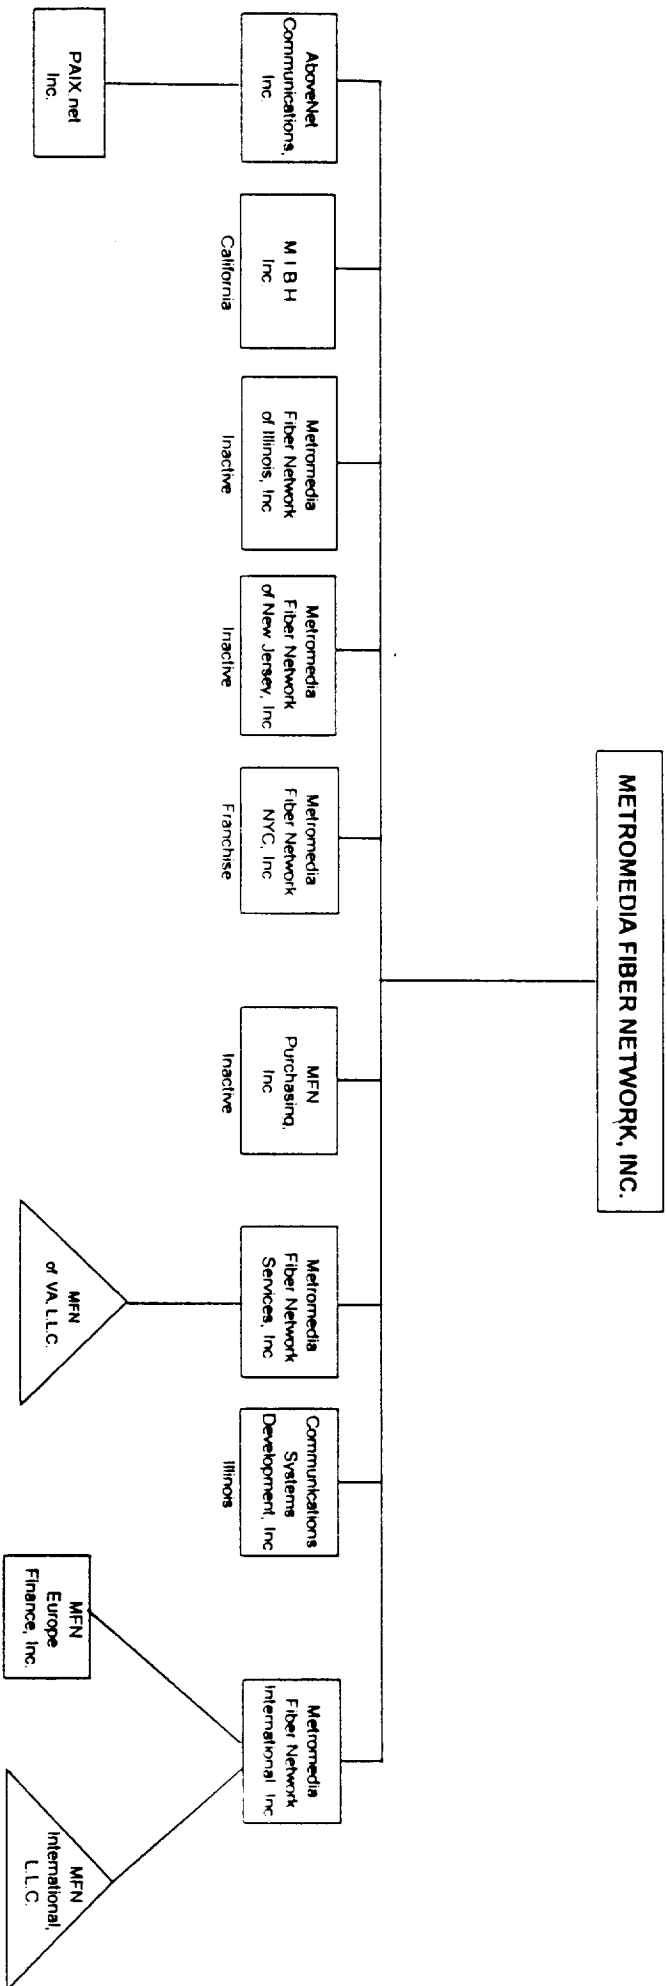 METROMEDIA FIBER NETWORK, INC.
AboveNet
Communications,
Inc.
M I B H
Inc.
California
Metromedia
Fiber Network
of Illinois, Inc
Inactive
Metromedia
Fiber Network
of New Jersey, Inc
Inactive
Metromedia
Fiber Network
NYC, Inc
Franchise
MFN
Purchasing,
Inc
Inactive
Metromedia
Fiber Network
Services, Inc
Communications
Systems
Development, Inc
Illinois
Metromedia
Fiber Network
International Inc
PAIX.net
Inc.
MFN
of VA, L.L.C.
MFN
Europe
Finance, Inc.
MFN
International,
L.L.C.